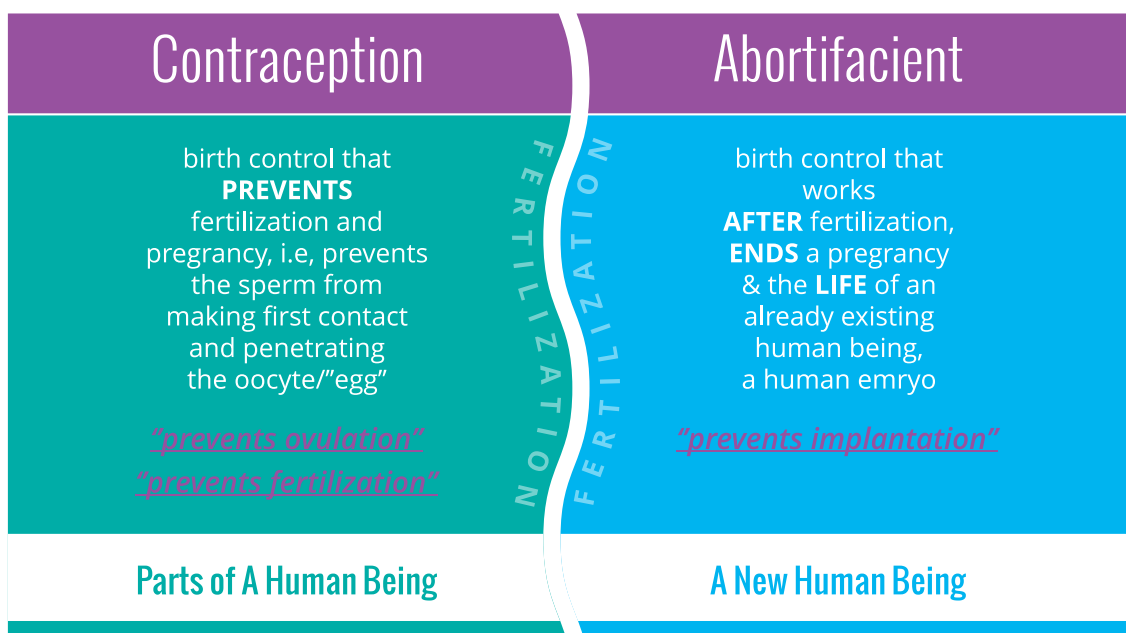 Contraception
birth control that
PREVENTS
fertilization and
pregrancy, i.e, prevents
the sperm from
making first contact
and penetrating
the oocyte/”egg”
“prevents ovulation”
“prevents fertilization”
Parts of A Human Being
FERTILIZATION
FERTILIZATION
Abortifacient
birth control that
works
AFTER fertilization,
ENDS a pregrancy
& the LIFE of an
already existing
human being,
a human emryo
“prevents implantation”
A New Human Being